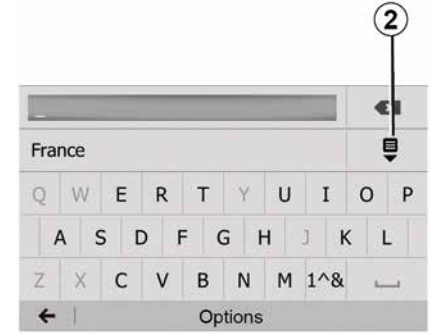 2
France
Q W E R T Y U I O P
A S D F G H J K L
Z X C V B N M 1^&
Options